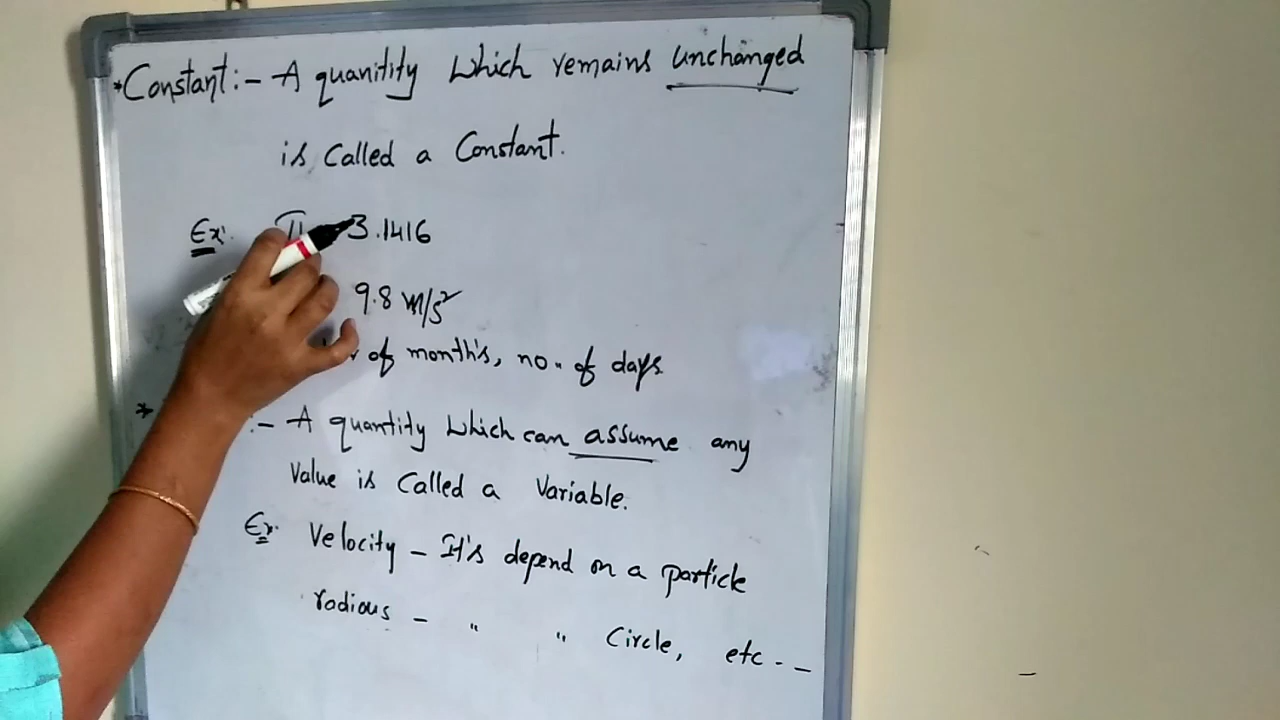 *Constant:- A quanitity which remains unchanged
is Called a Constant.
Ex:. π 3.1416
9.8 m/s²
of month's, no. of days.
* :- A quantity which can assume any
Value is Called a Variable.
Ex. Velocity - It's depend on a particle
radious - " " Circle, etc - -